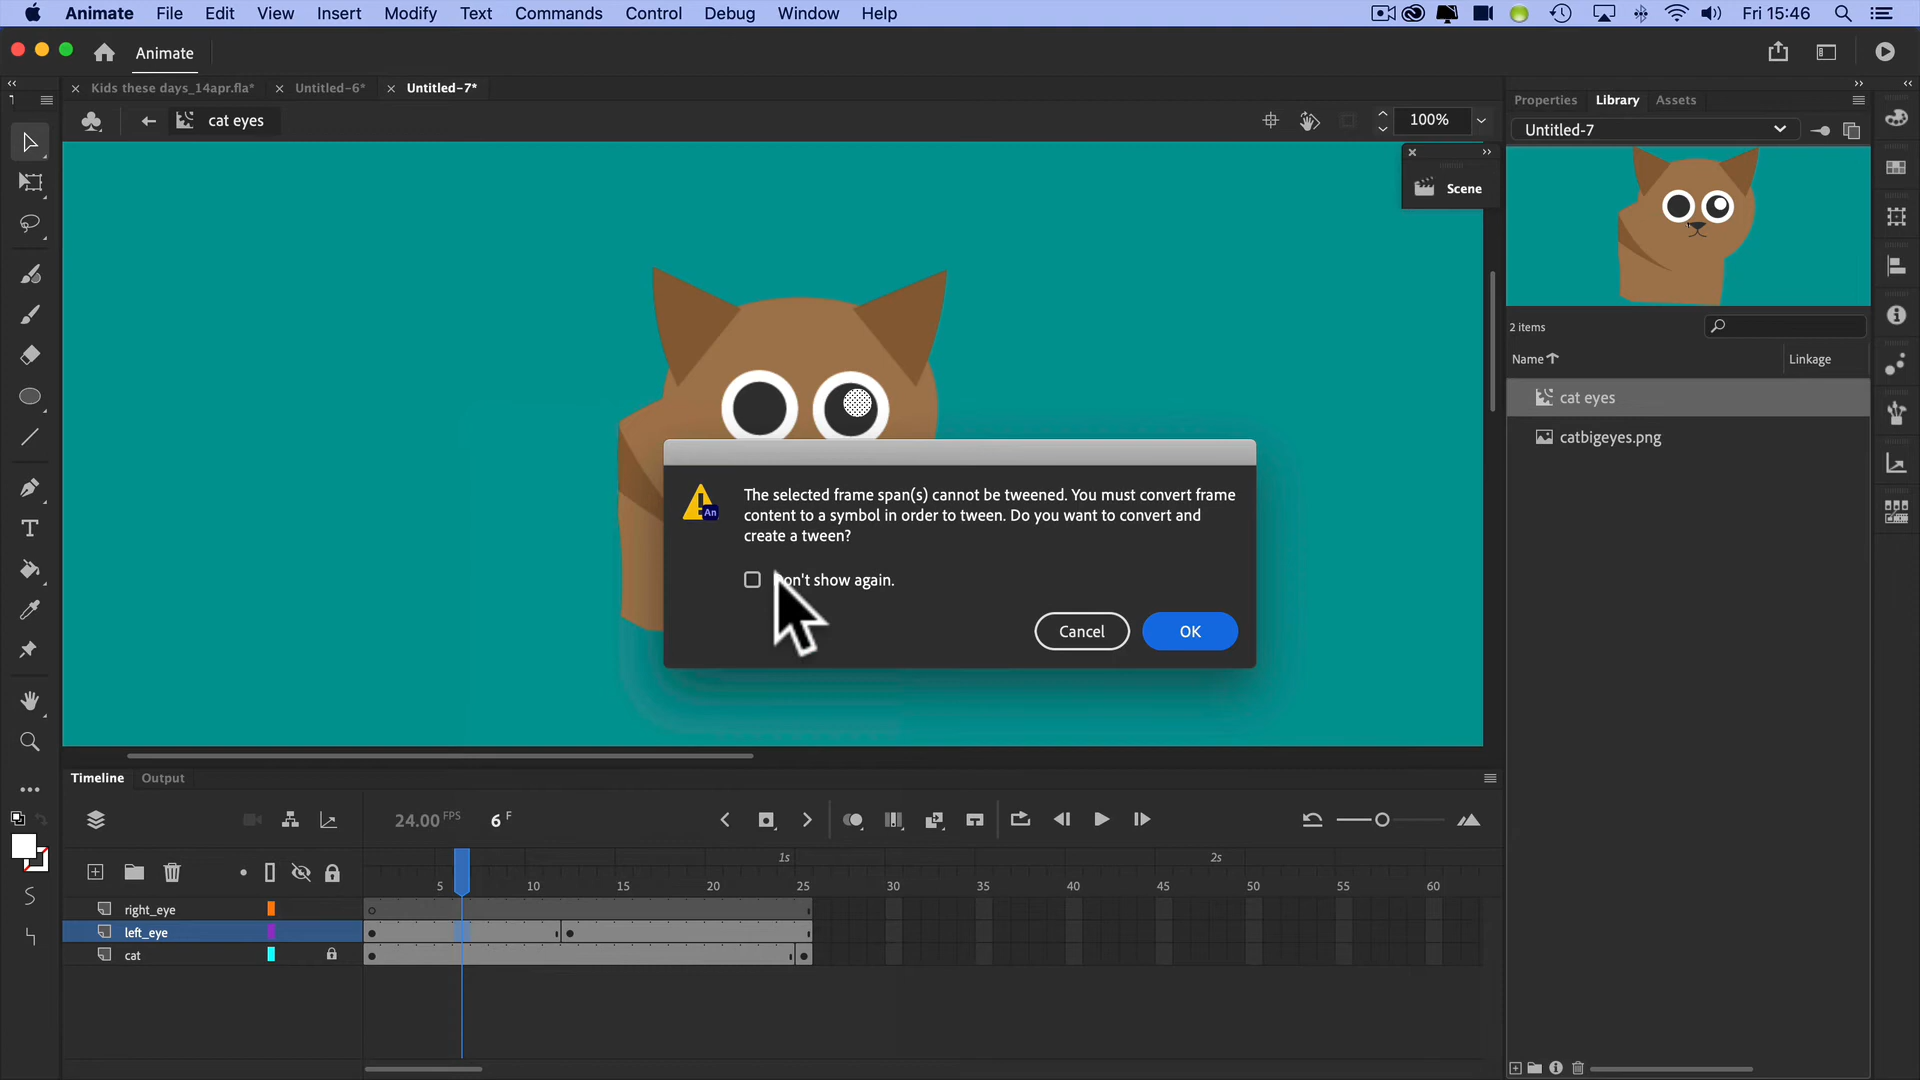 Animate File Edit View Insert Modify Text Commands Control Debug Window Help Fri 15:46
Animate
Kids these days_14apr.fla* Untitled-6* Untitled-7*
cat eyes 100%
Scene
Properties Library Assets
Untitled-7
2 items
Name Linkage
cat eyes
catbigeyes.png
The selected frame span(s) cannot be tweened. You must convert frame
content to a symbol in order to tween. Do you want to convert and
create a tween?
An
on't show again.
Cancel OK
Timeline Output
24.00 FPS 6 F
1s 2s
5 10 15 20 25 30 35 40 45 50 55 60
right_eye
left_eye
cat